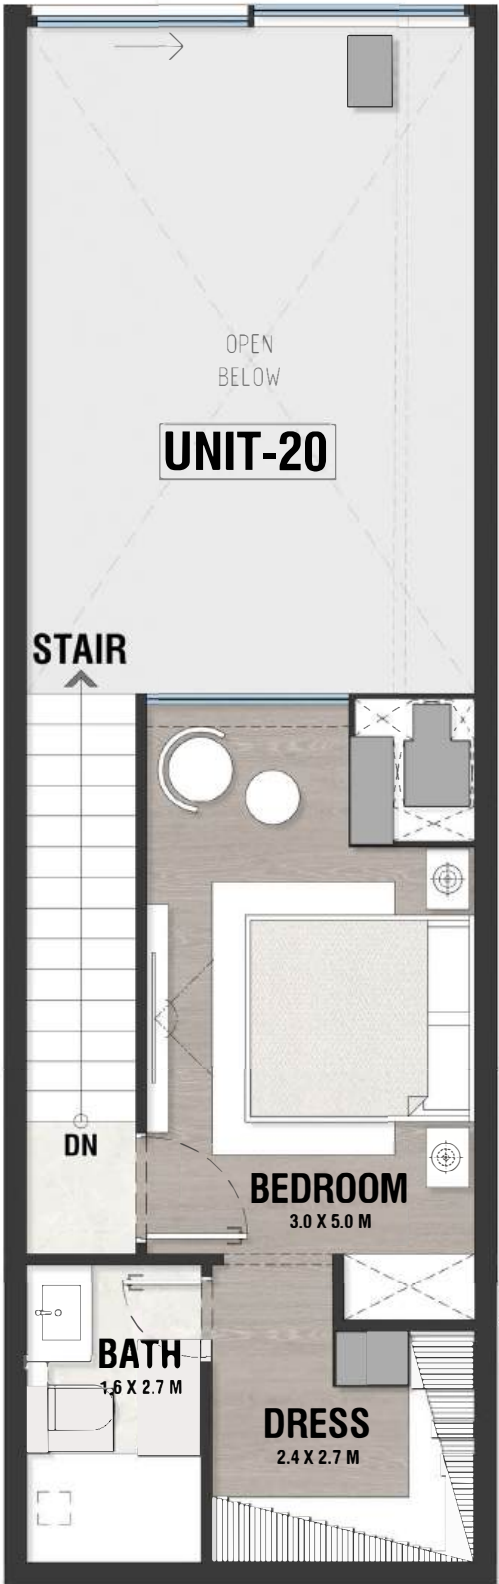 OPEN
BELOW
UNIT-20
STAIR
DN
BEDROOM
3.0 X 5.0 M
BATH
1.6 X 2.7 M
DRESS
2.4 X 2.7 M